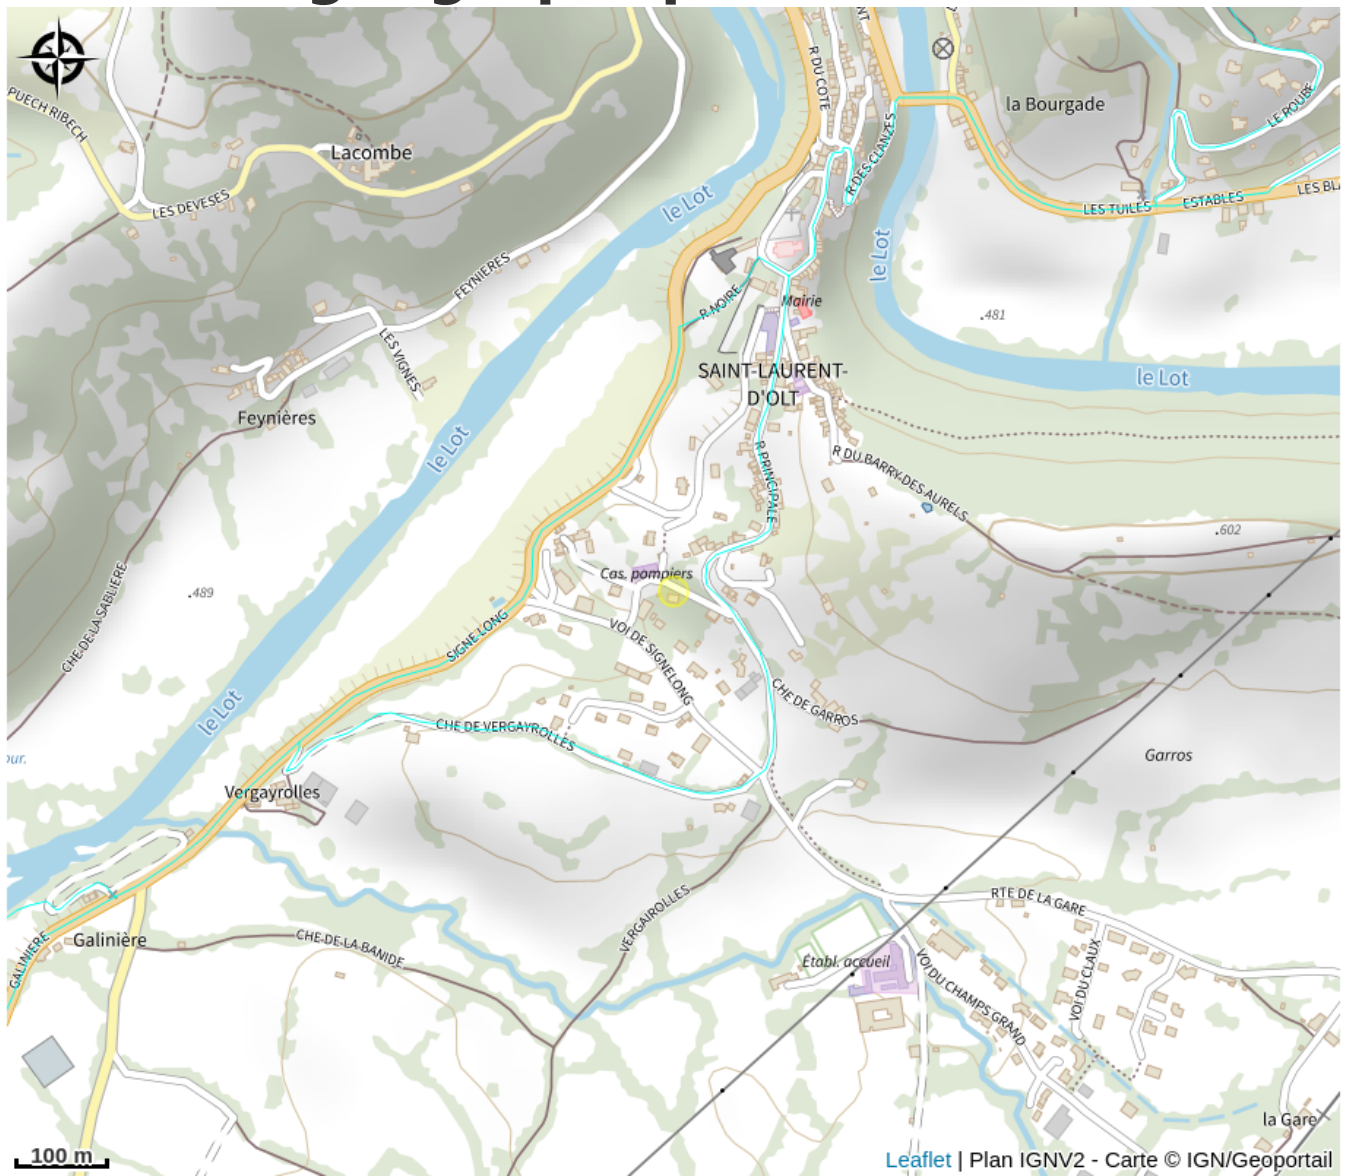 R DU COTE
la Bourgade
PUECH RIBECH
LE ROUBE
Lacombe
R DES CLANZES
LES DEVESES
le Lot
LES TUILES
ESTABLES
LES BL
le Lot
FEYNIERES
R NOIRE
Mairie
.481
LES VIGNES
SAINT-LAURENT-
D'OLT
le Lot
Feynières
le Lot
R PRINCIPALE
R DU BARRY DES AURELS
.602
Cas. pompiers
.489
CHE DE LA SABLIERE
SIGNE LONG
VOI DE SIGNELONG
le Lot
CHE DE GARROS
CHE DE VERGAYROLLES
our.
Garros
Vergayrolles
RTE DE LA GARE
VERGAIROLLES
Galinière
CHE DE LA BANIDE
GALINIERE
Établ. accueil
VOI DU CHAMPS GRAND
VOI DU CLAUX
la Gare
100 m
Leaflet | Plan IGNV2 - Carte © IGN/Geoportail